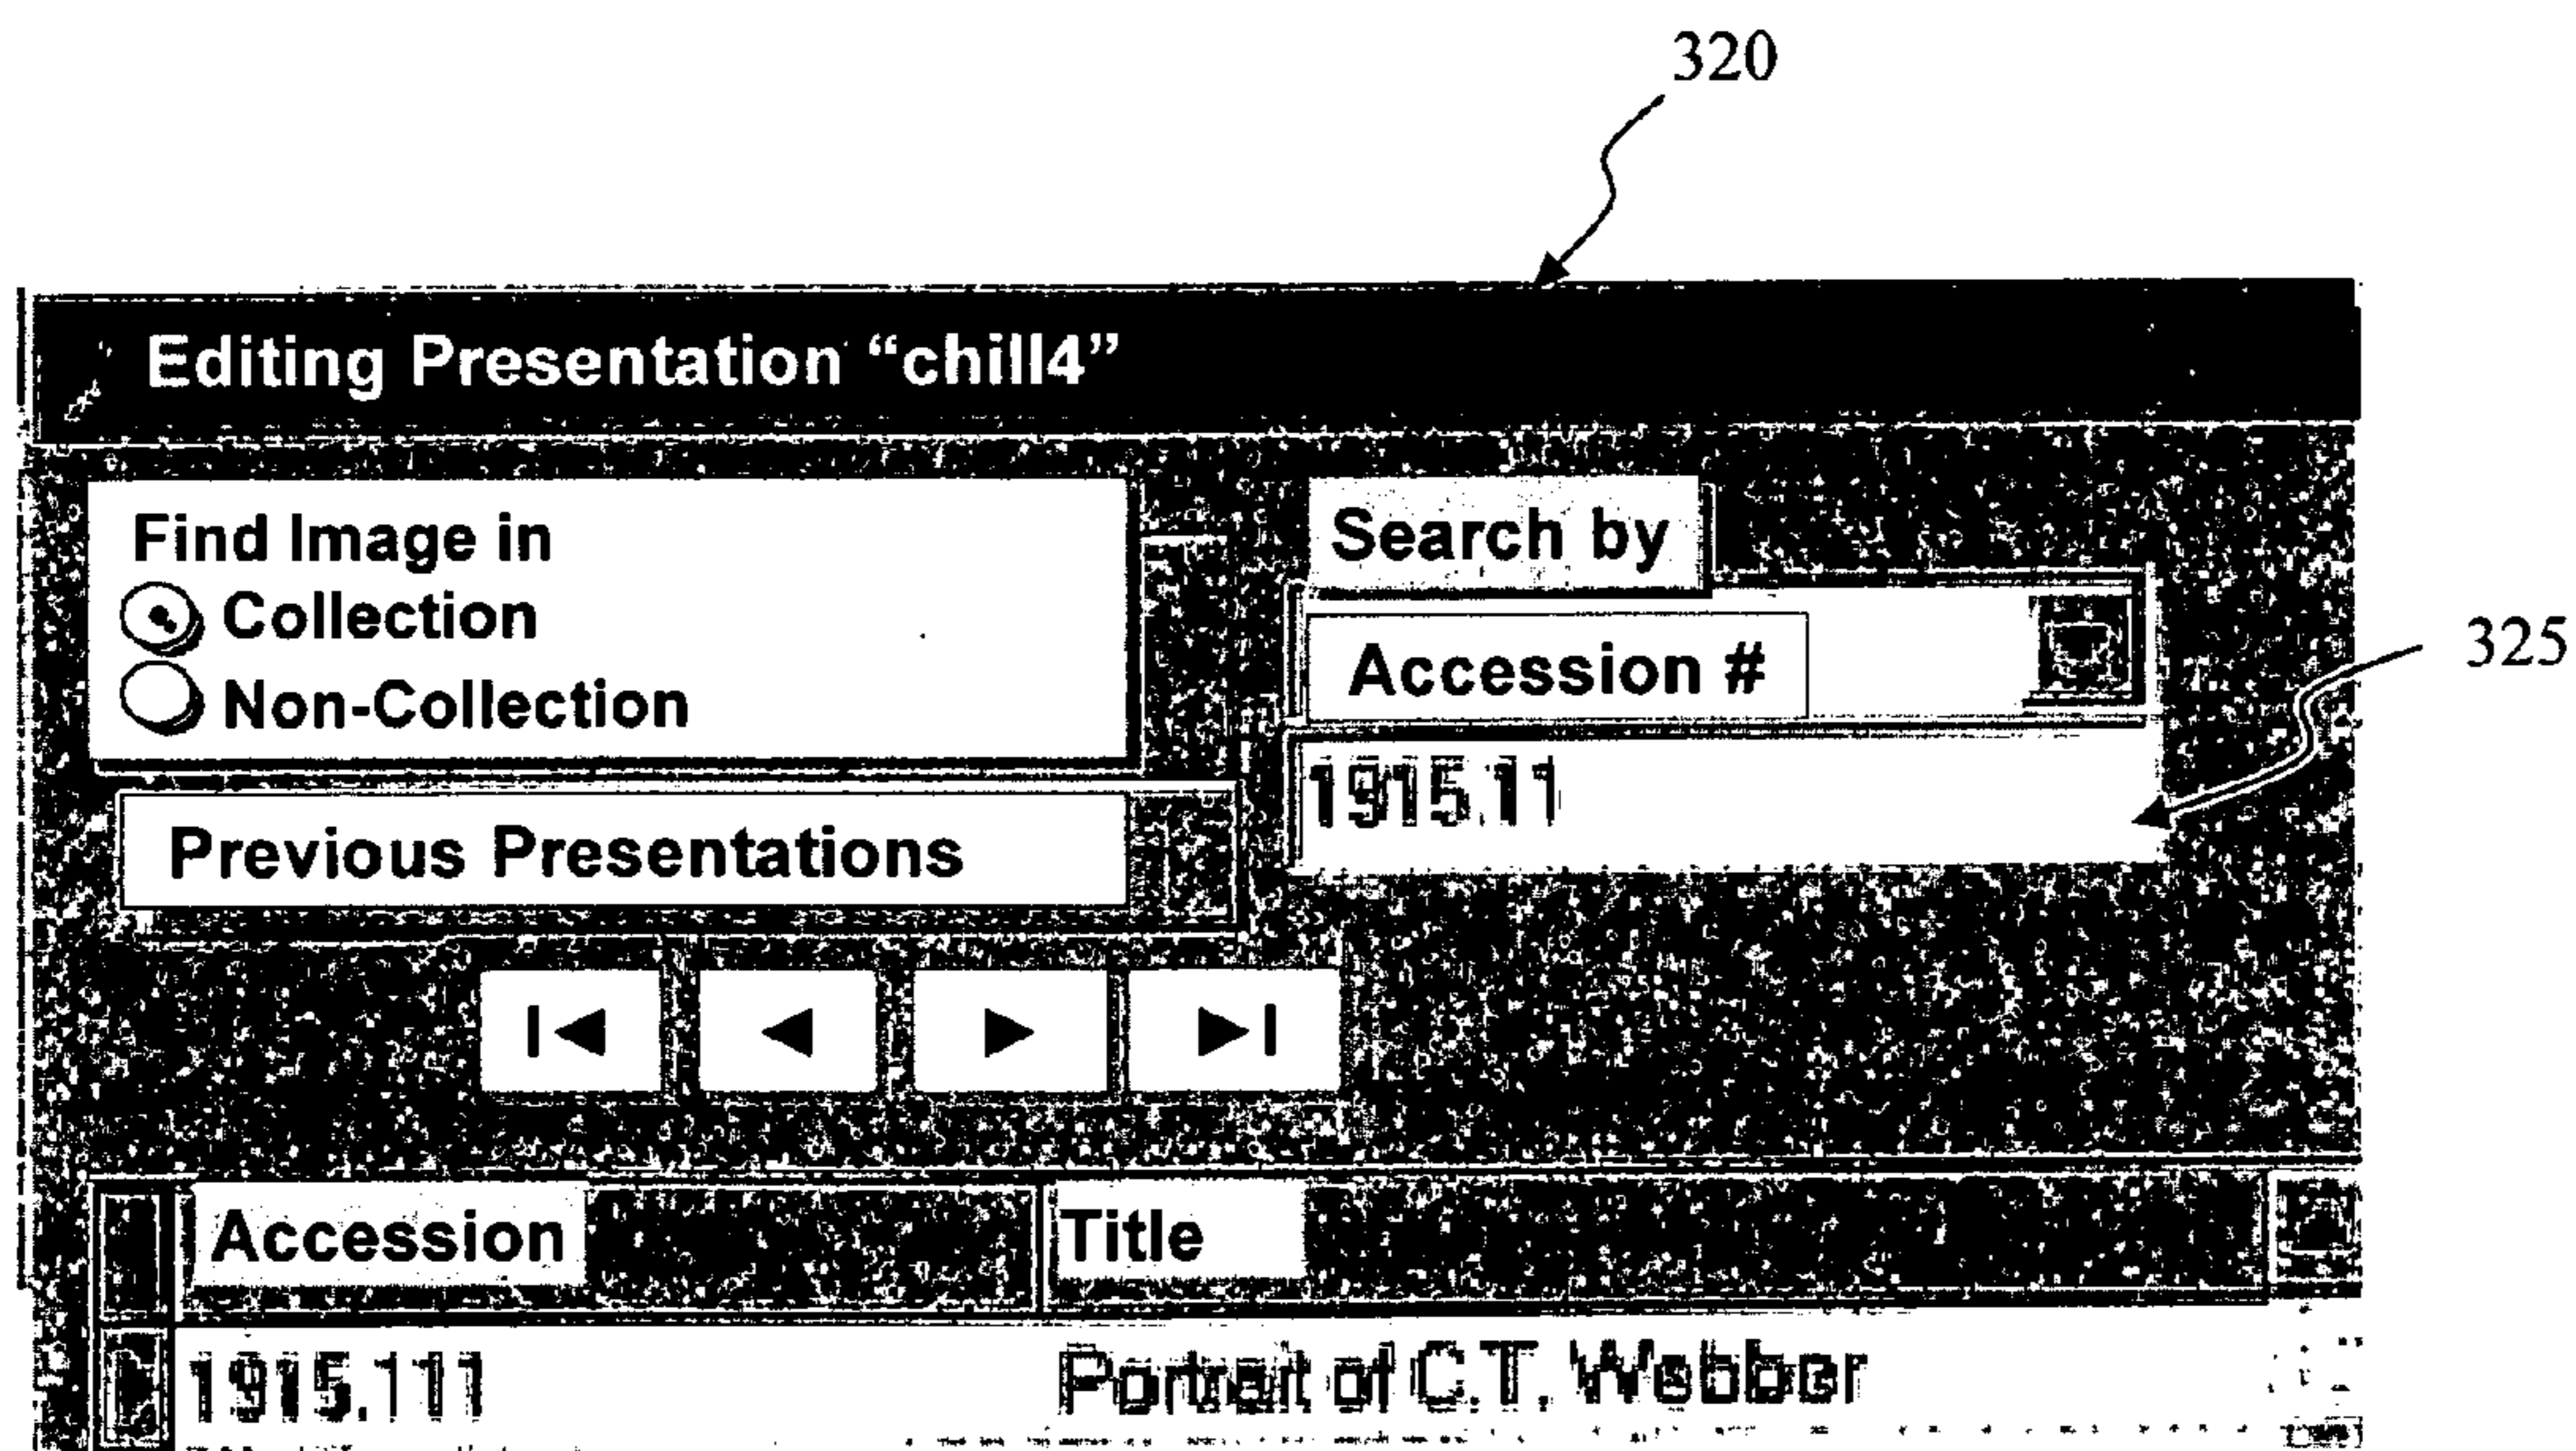 320
Editing Presentation “chill4”
Find Image in
Collection
Non-Collection
Search by
Accession #
325
1915.11
Previous Presentations
Accession Title
1915.111 Portrait of C.T. Webber